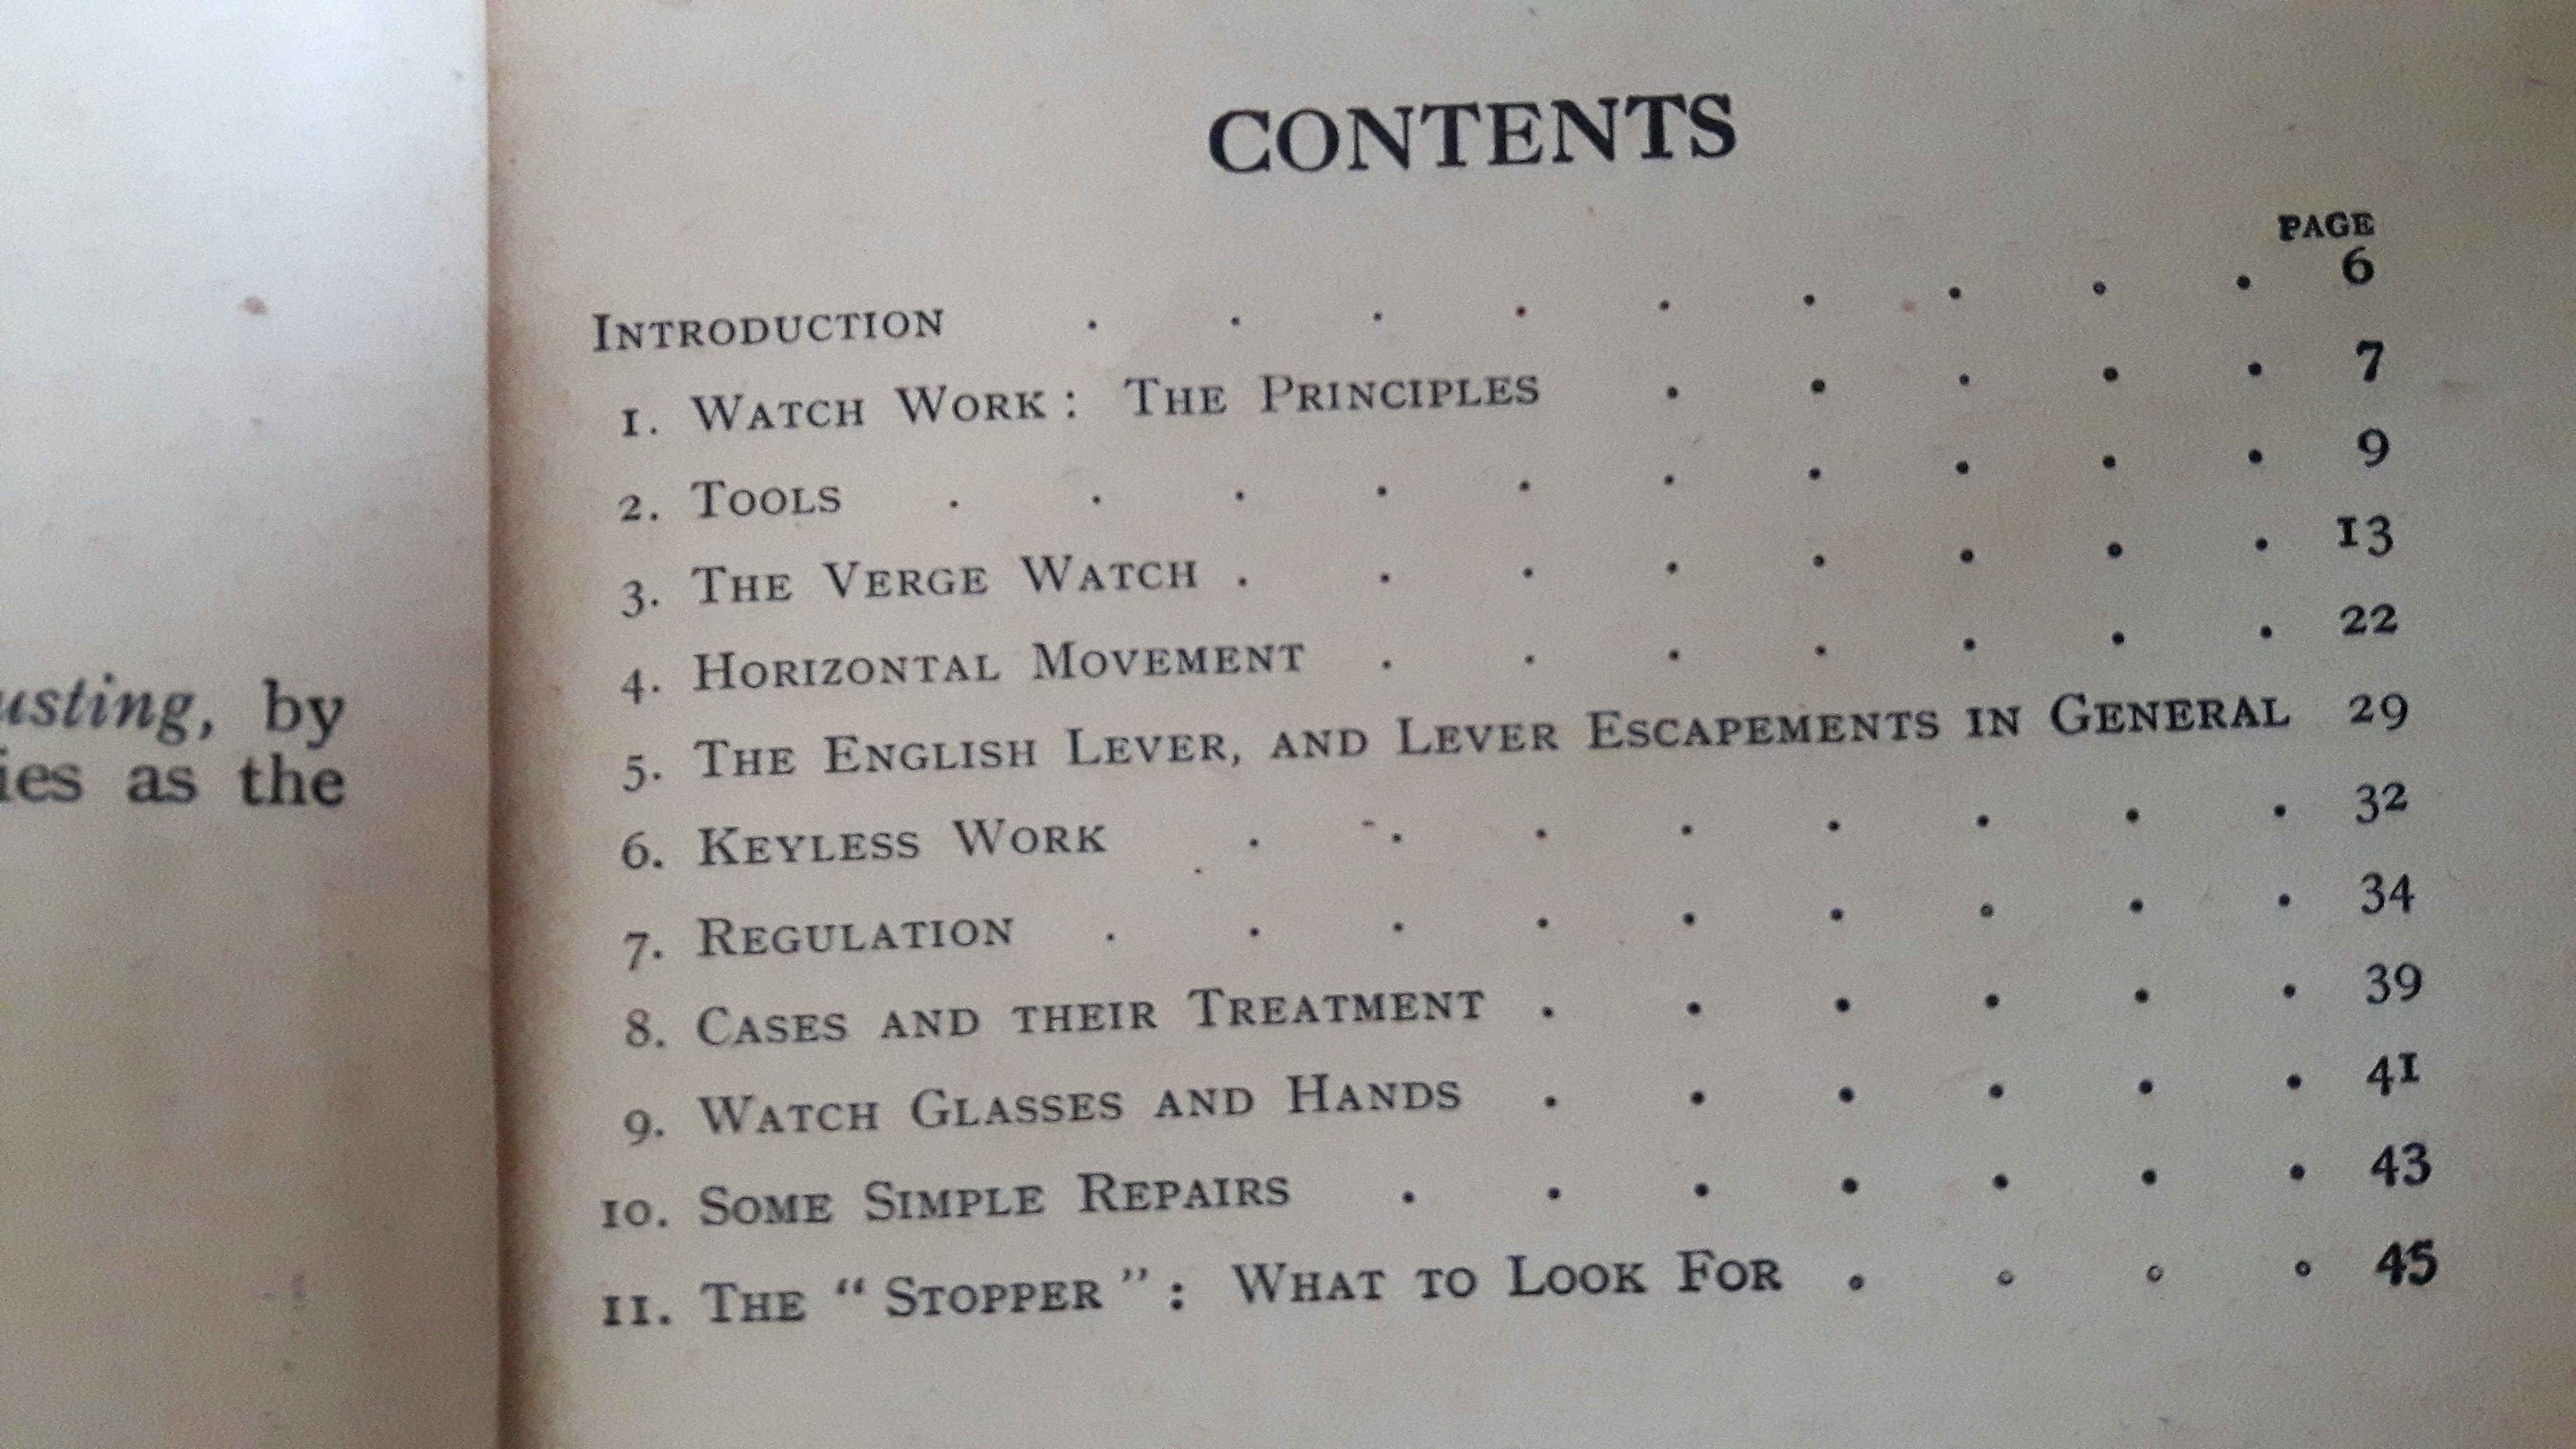 usting, by
ies as the
CONTENTS
PAGE
INTRODUCTION . . . . . . . . . 6
1. WATCH WORK: THE PRINCIPLES . . . . . 7
2. TOOLS . . . . . . . . . . 9
3. THE VERGE WATCH . . . . . . . . 13
4. HORIZONTAL MOVEMENT . . . . . . . 22
5. THE ENGLISH LEVER, AND LEVER ESCAPEMENTS IN GENERAL 29
6. KEYLESS WORK . . . . . . . . 32
7. REGULATION . . . . . . . . . 34
8. CASES AND THEIR TREATMENT . . . . . . 39
9. WATCH GLASSES AND HANDS . . . . . . 41
10. SOME SIMPLE REPAIRS . . . . . . . 43
11. THE "STOPPER": WHAT TO LOOK FOR . . . . 45